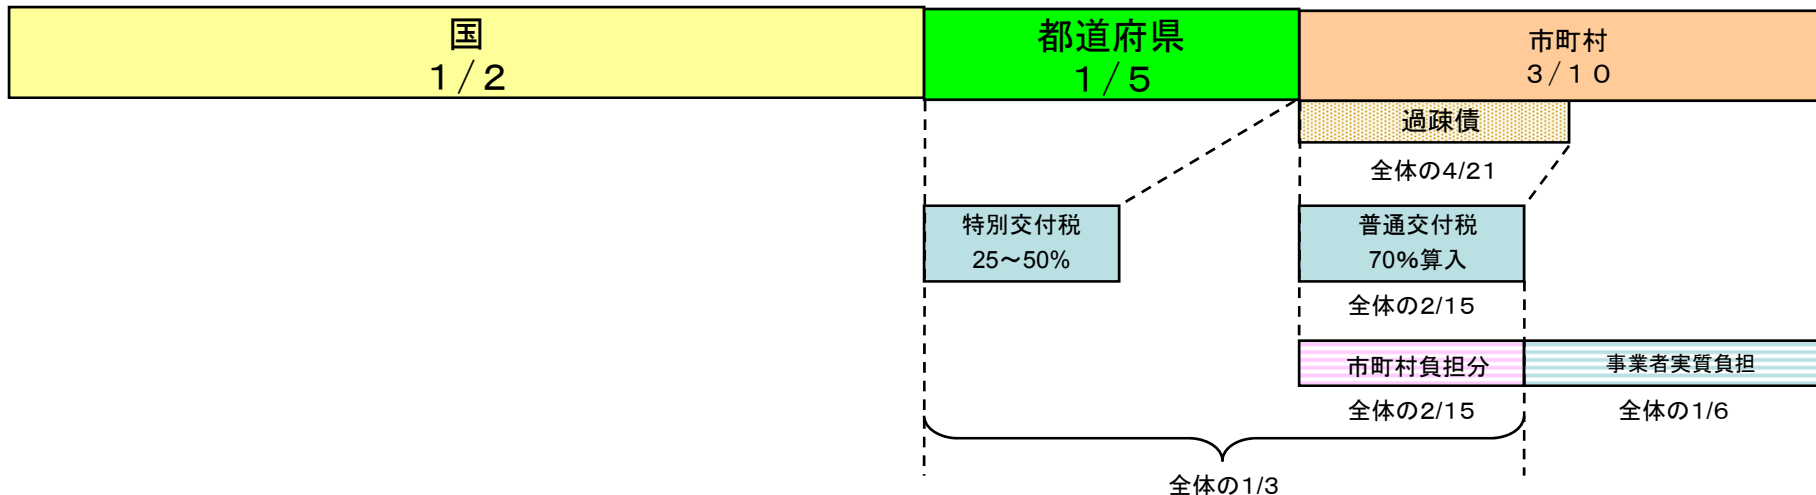 国
１／２
都道府県
１／５
市町村
３／１０
過疎債
全体の4/21
特別交付税
25～50%
普通交付税
70%算入
全体の2/15
市町村負担分
事業者実質負担
全体の2/15
全体の1/6
全体の1/3